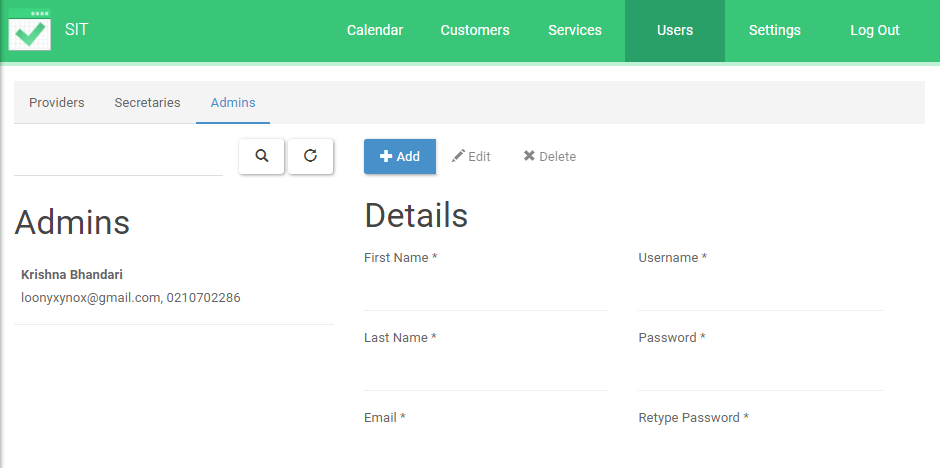 SIT
Calendar Customers Services Users Settings Log Out
Providers Secretaries Admins
Add Edit Delete
Admins
Krishna Bhandari
loonyxynox@gmail.com, 0210702286
Details
First Name * Username *
Last Name * Password *
Email * Retype Password *